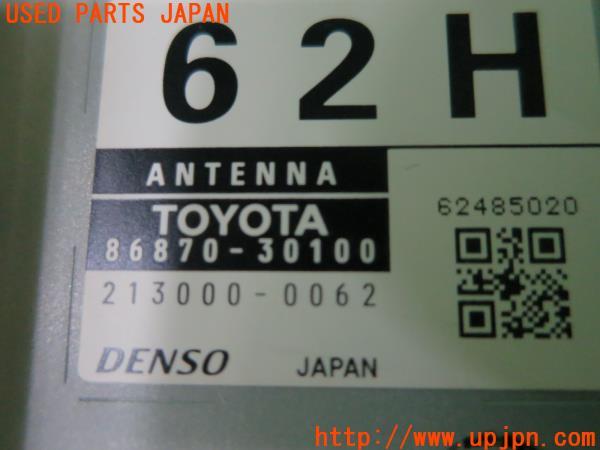 USED PARTS JAPAN
62H
ANTENNA
TOYOTA
86870-30100
213000-0062
62485020
DENSO JAPAN
http://www.upjpn.com/